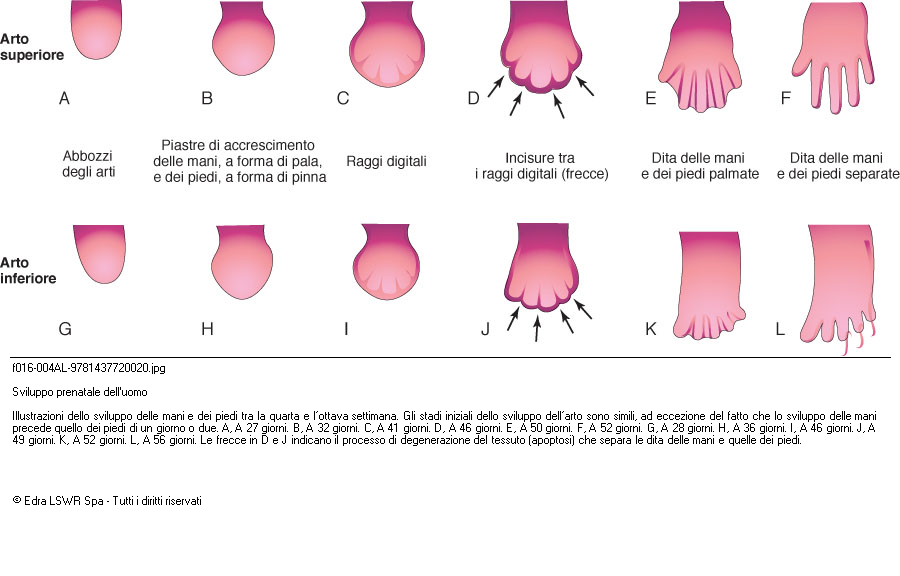 Arto
superiore
A
B
C
D
E
F
Abbozzi
degli arti
Piastre di accrescimento
delle mani, a forma di pala,
e dei piedi, a forma di pinna
Raggi digitali
Incisure tra
i raggi digitali (frecce)
Dita delle mani
e dei piedi palmate
Dita delle mani
e dei piedi separate
Arto
inferiore
G
H
I
J
K
L
f016-004AL-9781437720020.jpg
Sviluppo prenatale dell'uomo
Illustrazioni dello sviluppo delle mani e dei piedi tra la quarta e l'ottava settimana. Gli stadi iniziali dello sviluppo dell'arto sono simili, ad eccezione del fatto che lo sviluppo delle mani
precede quello dei piedi di un giorno o due. A, A 27 giorni. B, A 32 giorni. C, A 41 giorni. D, A 46 giorni. E, A 50 giorni. F, A 52 giorni. G, A 28 giorni. H, A 36 giorni. I, A 46 giorni. J, A
49 giorni. K, A 52 giorni. L, A 56 giorni. Le frecce in D e J indicano il processo di degenerazione del tessuto (apoptosi) che separa le dita delle mani e quelle dei piedi.
© Edra LSWR Spa - Tutti i diritti riservati